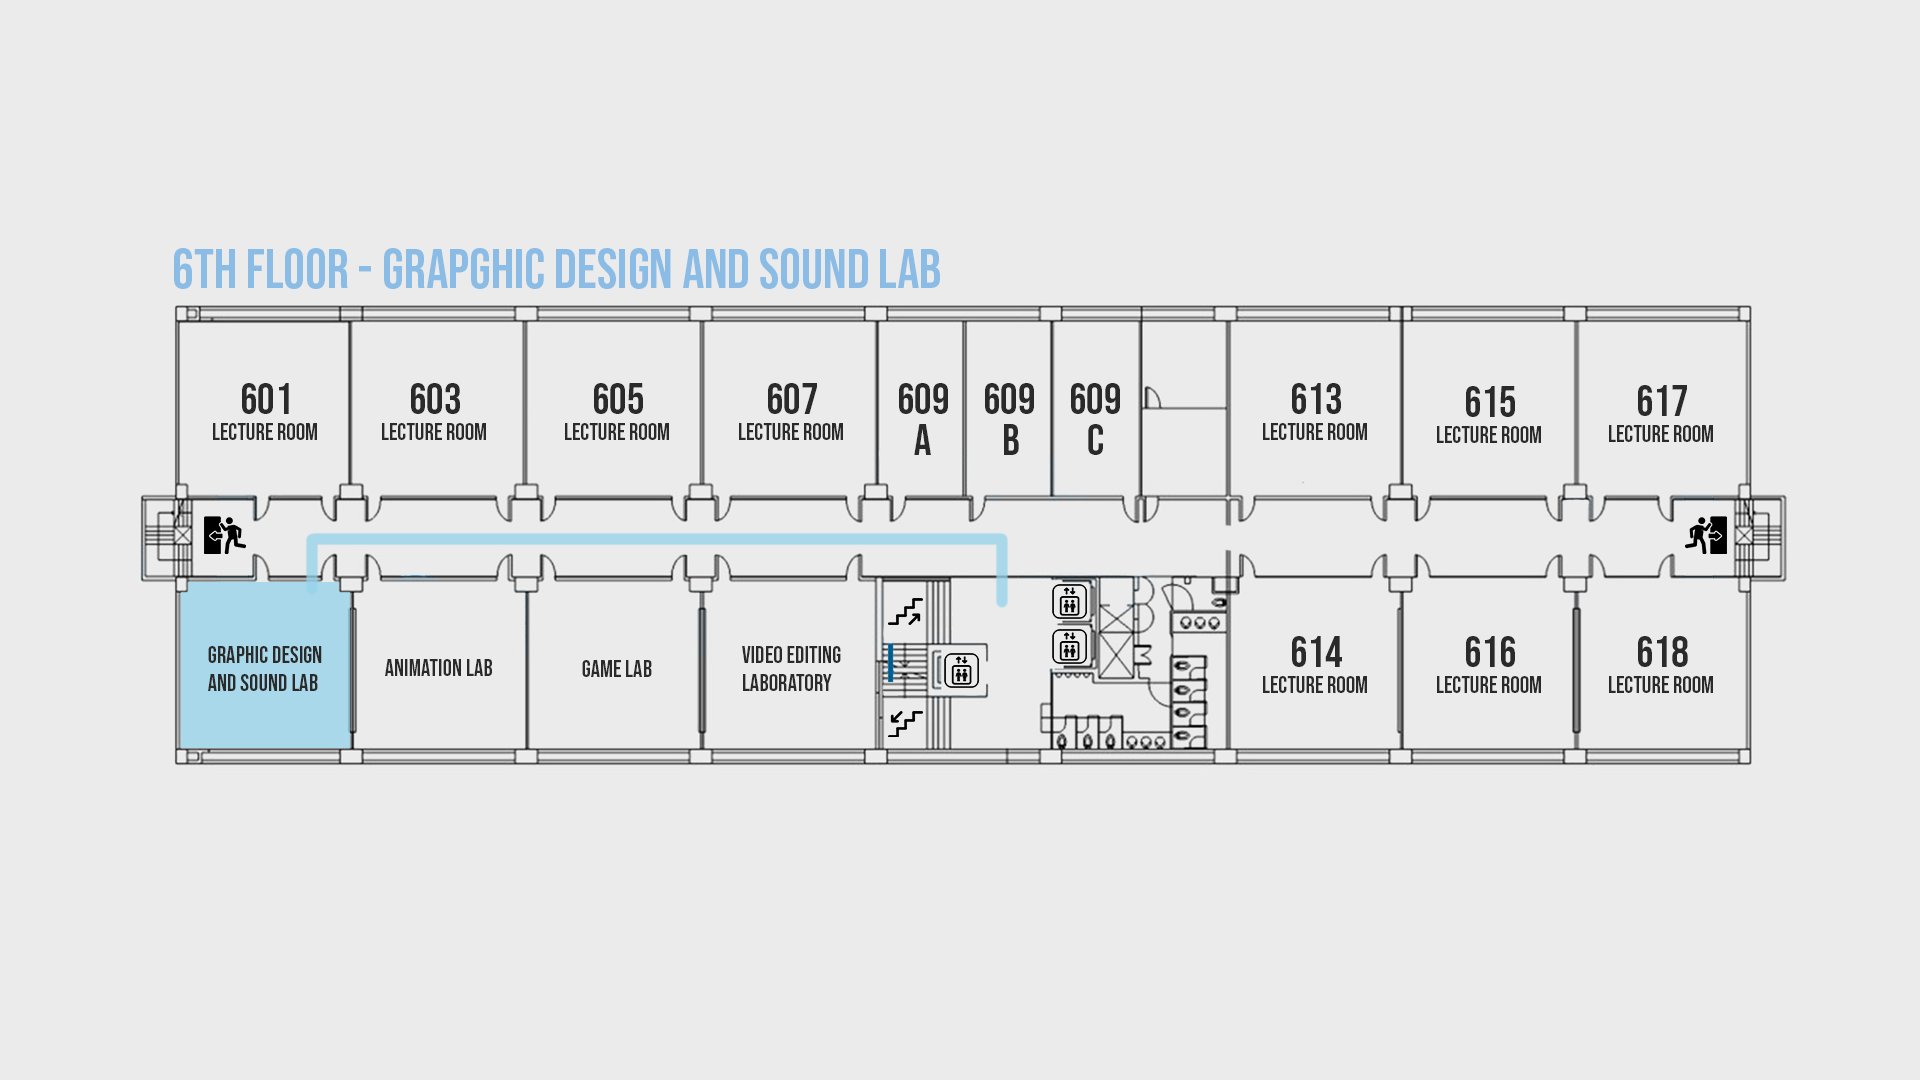 6TH FLOOR - GRAPGHIC DESIGN AND SOUND LAB
601
LECTURE ROOM
603
LECTURE ROOM
605
LECTURE ROOM
607
LECTURE ROOM
609
A
609
B
609
C
613
LECTURE ROOM
615
LECTURE ROOM
617
LECTURE ROOM
GRAPHIC DESIGN
AND SOUND LAB
ANIMATION LAB
GAME LAB
VIDEO EDITING
LABORATORY
614
LECTURE ROOM
616
LECTURE ROOM
618
LECTURE ROOM